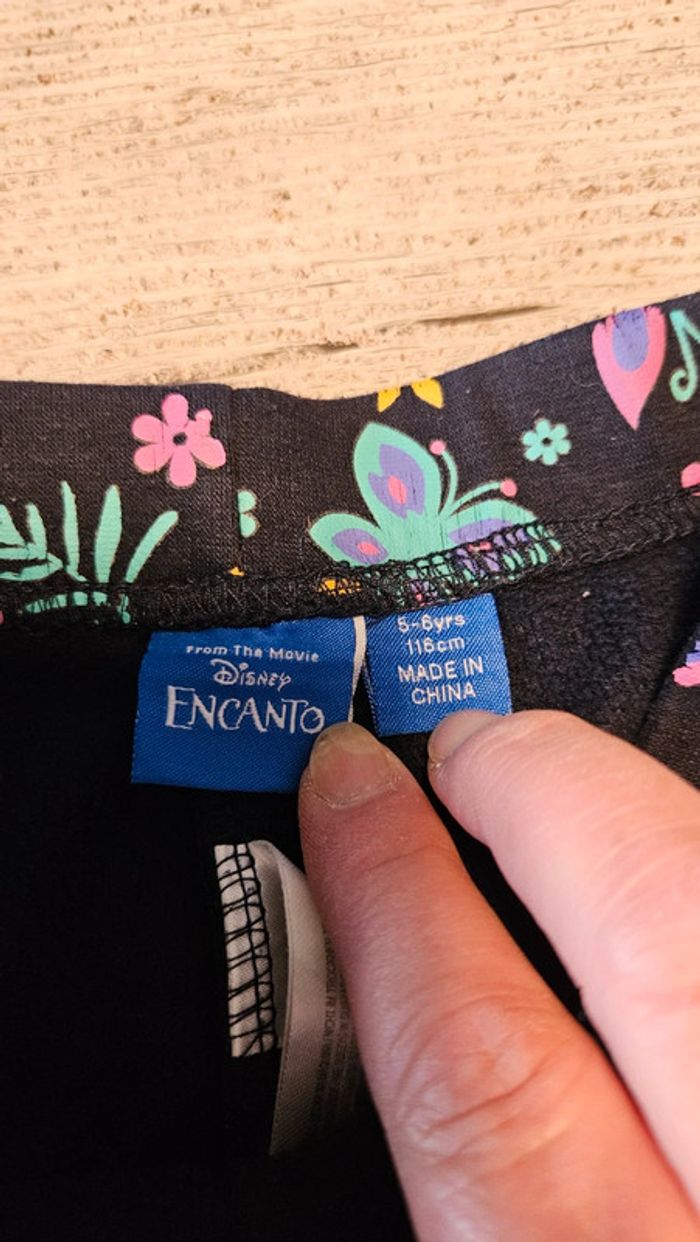 From The Movie
Disney
ENCANTO
5-6yrs
116cm
MADE IN
CHINA